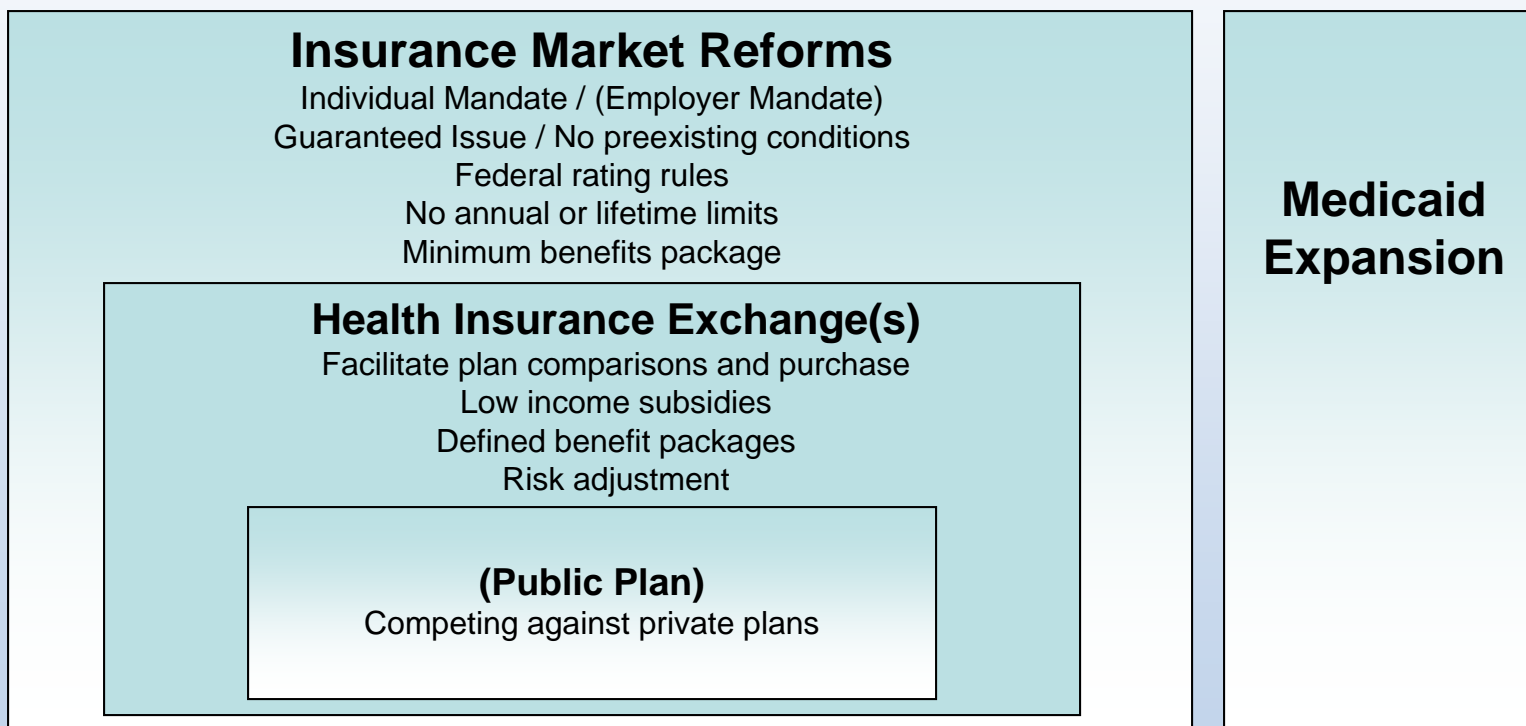 Insurance Market Reforms
Individual Mandate / (Employer Mandate)
Guaranteed Issue / No preexisting conditions
Federal rating rules
No annual or lifetime limits
Minimum benefits package
Health Insurance Exchange(s)
Facilitate plan comparisons and purchase
Low income subsidies
Defined benefit packages
Risk adjustment
(Public Plan)
Competing against private plans
Medicaid
Expansion